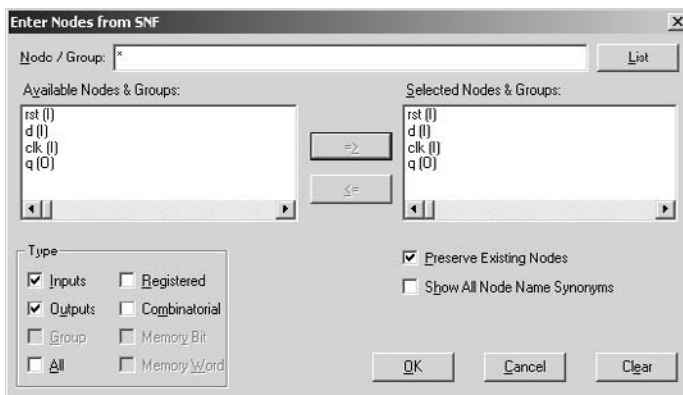 Enter Nodes from SNF
Node / Group: *
List
Available Nodes & Groups:
rst (I)
d (I)
clk (I)
q (O)
=>
<=
Selected Nodes & Groups:
rst (I)
d (I)
clk (I)
q (O)
Type
Inputs
Registered
Outputs
Combinatorial
Group
Memory Bit
All
Memory Word
Preserve Existing Nodes
Show All Node Name Synonyms
OK
Cancel
Clear